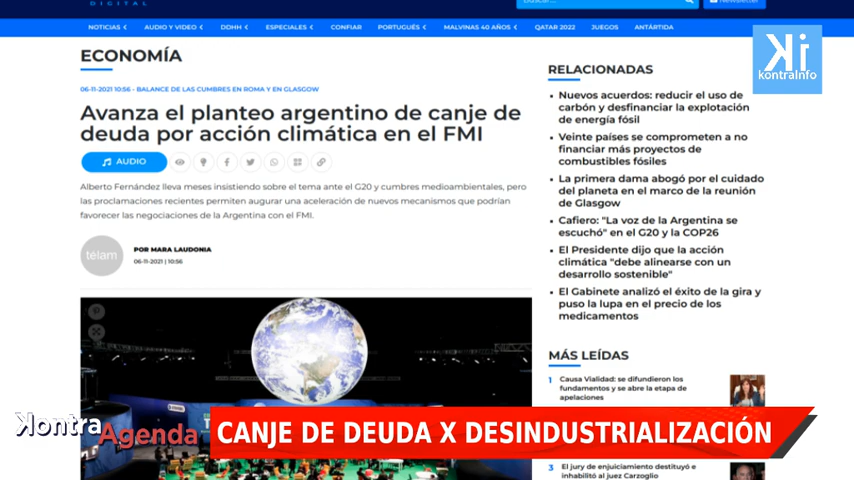 DIGITAL
Buscar...
Newsletter
NOTICIAS
AUDIO Y VIDEO
DDHH
ESPECIALES
CONFIAR
PORTUGUÊS
MALVINAS 40 AÑOS
QATAR 2022
JUEGOS
ANTÁRTIDA
Ki
kontrainfo
ECONOMÍA
06-11-2021 10:56 - BALANCE DE LAS CUMBRES EN ROMA Y EN GLASGOW
Avanza el planteo argentino de canje de
deuda por acción climática en el FMI
AUDIO
Alberto Fernández lleva meses insistiendo sobre el tema ante el G20 y cumbres medioambientales, pero
las proclamaciones recientes permiten augurar una aceleración de nuevos mecanismos que podrían
favorecer las negociaciones de la Argentina con el FMI.
télam
POR MARA LAUDONIA
06-11-2021 | 10:56
RELACIONADAS
Nuevos acuerdos: reducir el uso de
carbón y desfinanciar la explotación
de energía fósil
Veinte países se comprometen a no
financiar más proyectos de
combustibles fósiles
La primera dama abogó por el cuidado
del planeta en el marco de la reunión
de Glasgow
Cafiero: "La voz de la Argentina se
escuchó" en el G20 y la COP26
El Presidente dijo que la acción
climática "debe alinearse con un
desarrollo sostenible"
El Gabinete analizó el éxito de la gira y
puso la lupa en el precio de los
medicamentos
MÁS LEÍDAS
1 Causa Vialidad: se difundieron los
fundamentos y se abre la etapa de
apelaciones
3 El jury de enjuiciamiento destituyó e
inhabilitó al juez Carzoglio
Kontra
Agenda
CANJE DE DEUDA X DESINDUSTRIALIZACIÓN